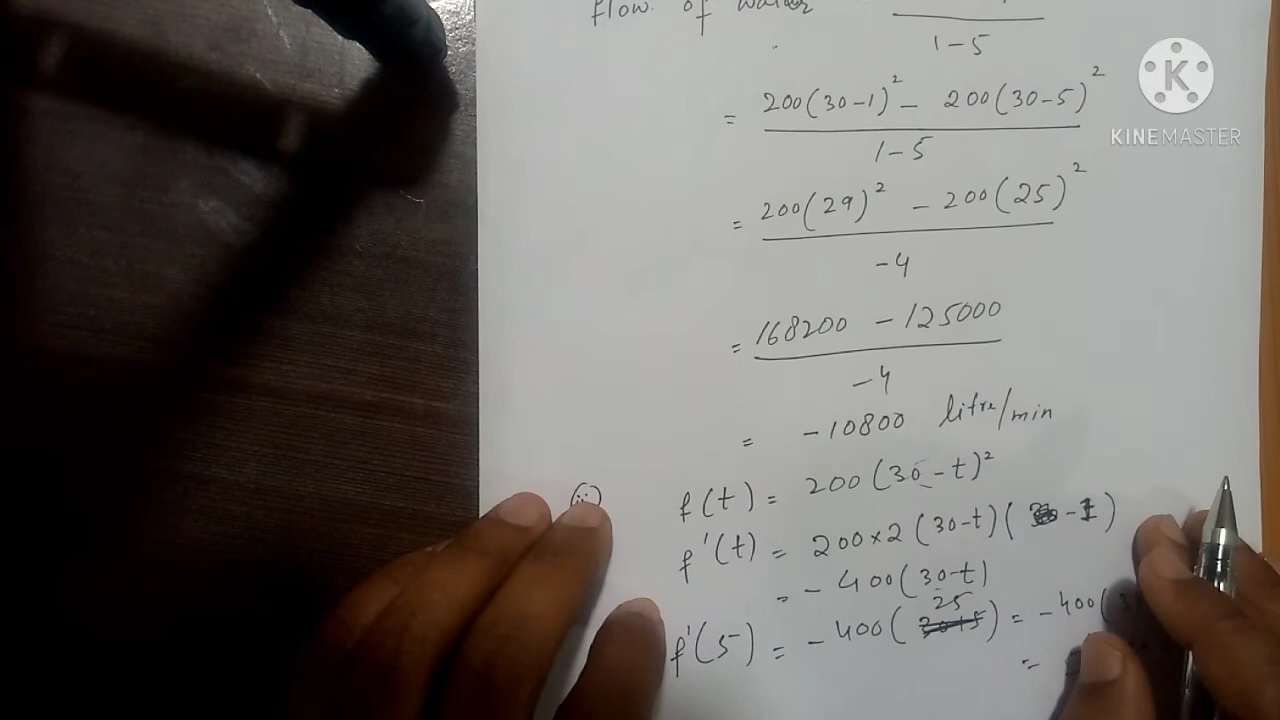 flow of water
1-5
= 200(30-1)² - 200(30-5)²
1-5
= 200(29)² - 200(25)²
-4
= 168200 - 125000
-4
= -10800 litre/min
(ii) f(t) = 200(30-t)²
f'(t) = 200×2(30-t)(-1)
= -400(30-t)
f'(5) = -400(25) = -400(
=
K
KINEMASTER